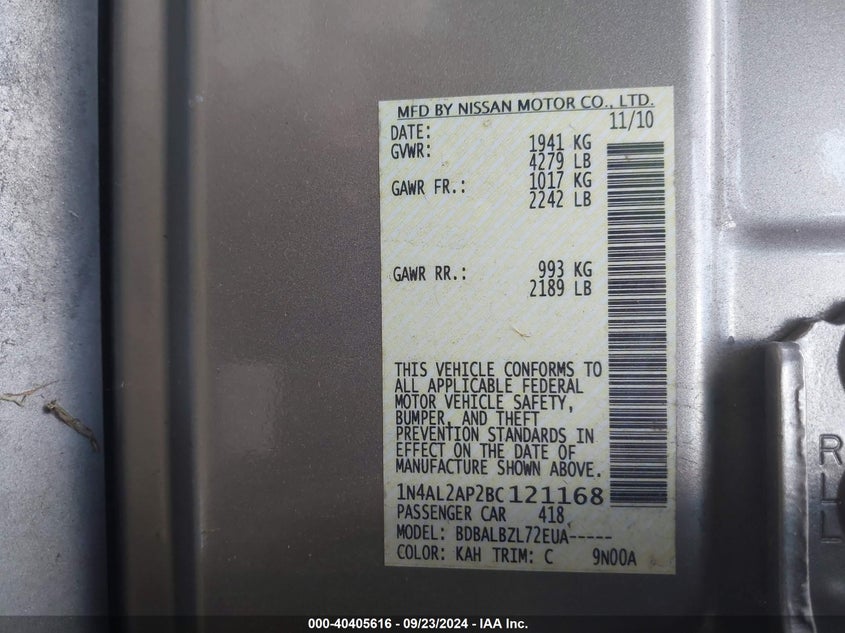 MFD BY NISSAN MOTOR CO., LTD.
DATE: 11/10
GVWR: 1941 KG
4279 LB
GAWR FR.: 1017 KG
2242 LB
GAWR RR.: 993 KG
2189 LB
THIS VEHICLE CONFORMS TO
ALL APPLICABLE FEDERAL
MOTOR VEHICLE SAFETY,
BUMPER, AND THEFT
PREVENTION STANDARDS IN
EFFECT ON THE DATE OF
MANUFACTURE SHOWN ABOVE.
1N4AL2AP2BC121168
PASSENGER CAR 418
MODEL: BDBALBZL72EUA-----
COLOR: KAH TRIM: C 9N00A
R
L
L
000-40405616 - 09/23/2024 - IAA Inc.